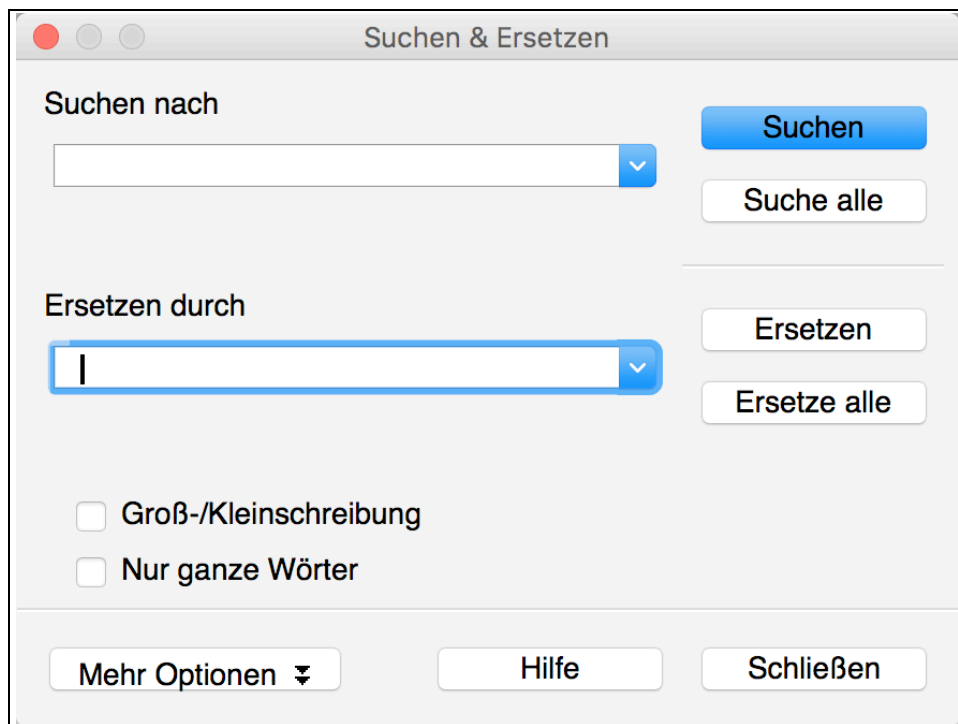 Suchen & Ersetzen
Suchen nach
Suchen
Suche alle
Ersetzen durch
Ersetzen
Ersetze alle
Groß-/Kleinschreibung
Nur ganze Wörter
Mehr Optionen
Hilfe
Schließen